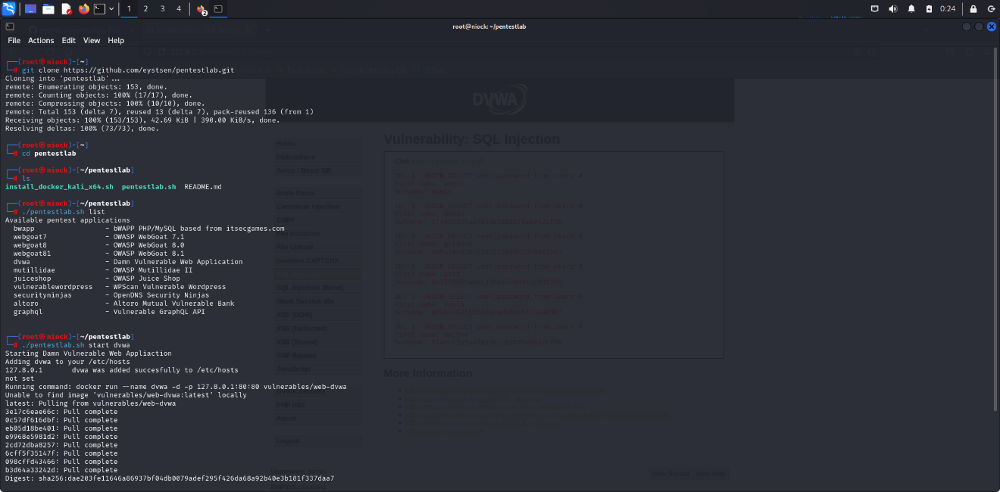 1 2 3 4 2 0:24
root@niock: ~/pentestlab
File Actions Edit View Help
┌──(root㉿niock)-[~]
└─# git clone https://github.com/eystsen/pentestlab.git
Cloning into 'pentestlab'...
remote: Enumerating objects: 153, done.
remote: Counting objects: 100% (17/17), done.
remote: Compressing objects: 100% (10/10), done.
remote: Total 153 (delta 7), reused 13 (delta 7), pack-reused 136 (from 1)
Receiving objects: 100% (153/153), 42.69 KiB | 390.00 KiB/s, done.
Resolving deltas: 100% (73/73), done.
┌──(root㉿niock)-[~]
└─# cd pentestlab
┌──(root㉿niock)-[~/pentestlab]
└─# ls
install_docker_kali_x64.sh pentestlab.sh README.md
┌──(root㉿niock)-[~/pentestlab]
└─# ./pentestlab.sh list
Available pentest applications
bwapp - bWAPP PHP/MySQL based from itsecgames.com
webgoat7 - OWASP WebGoat 7.1
webgoat8 - OWASP WebGoat 8.0
webgoat81 - OWASP WebGoat 8.1
dvwa - Damn Vulnerable Web Application
mutillidae - OWASP Mutillidae II
juiceshop - OWASP Juice Shop
vulnerablewordpress - WPScan Vulnerable Wordpress
securityninjas - OpenDNS Security Ninjas
altoro - Altoro Mutual Vulnerable Bank
graphql - Vulnerable GraphQL API
┌──(root㉿niock)-[~/pentestlab]
└─# ./pentestlab.sh start dvwa
Starting Damn Vulnerable Web Appliaction
Adding dvwa to your /etc/hosts
127.8.0.1 dvwa was added succesfully to /etc/hosts
not set
Running command: docker run --name dvwa -d -p 127.8.0.1:80:80 vulnerables/web-dvwa
Unable to find image 'vulnerables/web-dvwa:latest' locally
latest: Pulling from vulnerables/web-dvwa
3e17c6eae66c: Pull complete
0c57df616dbf: Pull complete
eb05d18be401: Pull complete
e9968e5981d2: Pull complete
2cd72dba8257: Pull complete
6cff5f35147f: Pull complete
098cffd43466: Pull complete
b3d64a33242d: Pull complete
Digest: sha256:dae203fe11646a86937bf04db0079adef295f426da68a92b40e3b181f337daa7
DVWA
Vulnerability: SQL Injection
Home
Instructions
Setup / Reset DB
Brute Force
Command Injection
CSRF
File Inclusion
File Upload
Insecure CAPTCHA
SQL Injection (Blind)
Weak Session IDs
XSS (DOM)
XSS (Reflected)
XSS (Stored)
CSP Bypass
JavaScript
PHP Info
About
Logout
More Information
View Source View Help